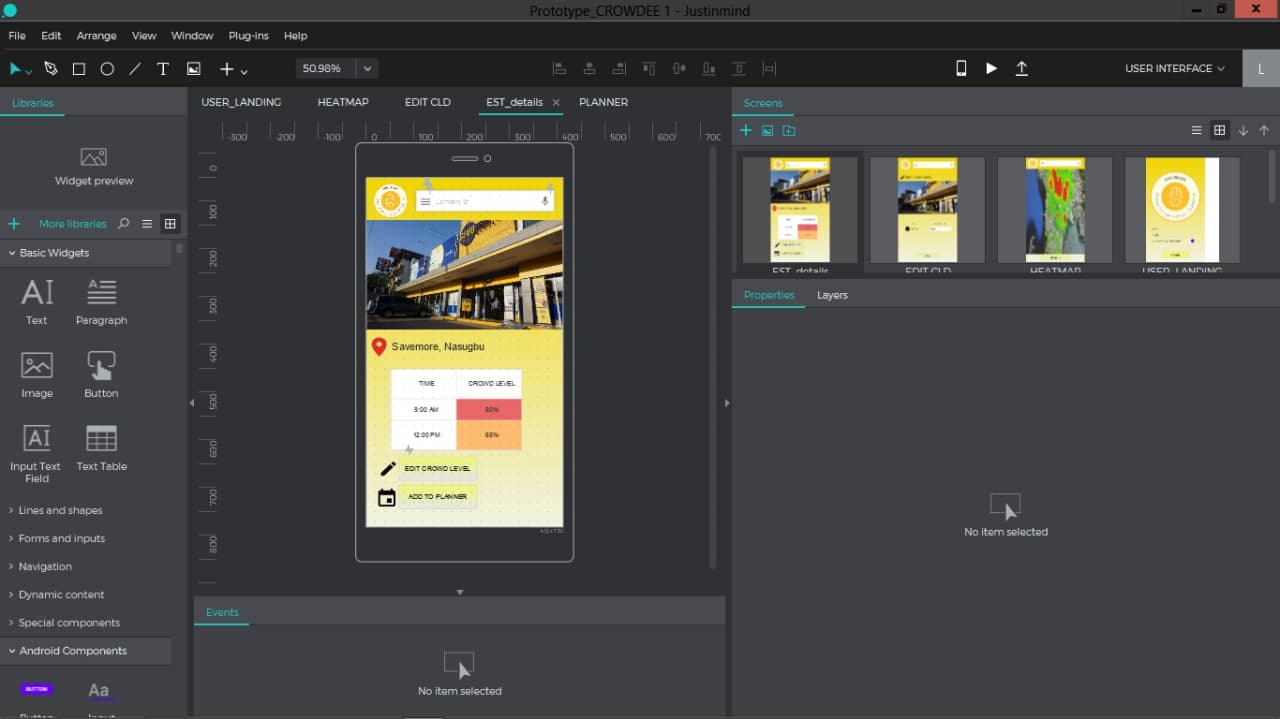 Prototype_CROWDEE 1 - Justinmind
File Edit Arrange View Window Plug-ins Help
50.98%
USER INTERFACE
L
Libraries
Widget preview
More libraries
Basic Widgets
Text Paragraph
Image Button
Input Text Field Text Table
Lines and shapes
Forms and inputs
Navigation
Dynamic content
Special components
Android Components
BUTTON Aa
Button Input
USER_LANDING HEATMAP EDIT CLD EST_details PLANNER
-300 -200 -100 0 100 200 300 400 500 600 700
0
100
200
300
400
500
600
700
800
Savemore, Nasugbu
TIME CROWD LEVEL
9:00 AM
12:00 PM
EDIT CROWD LEVEL
ADD TO PLANNER
Events
No item selected
Screens
EST_details EDIT CLD HEATMAP USER_LANDING
Properties Layers
No item selected